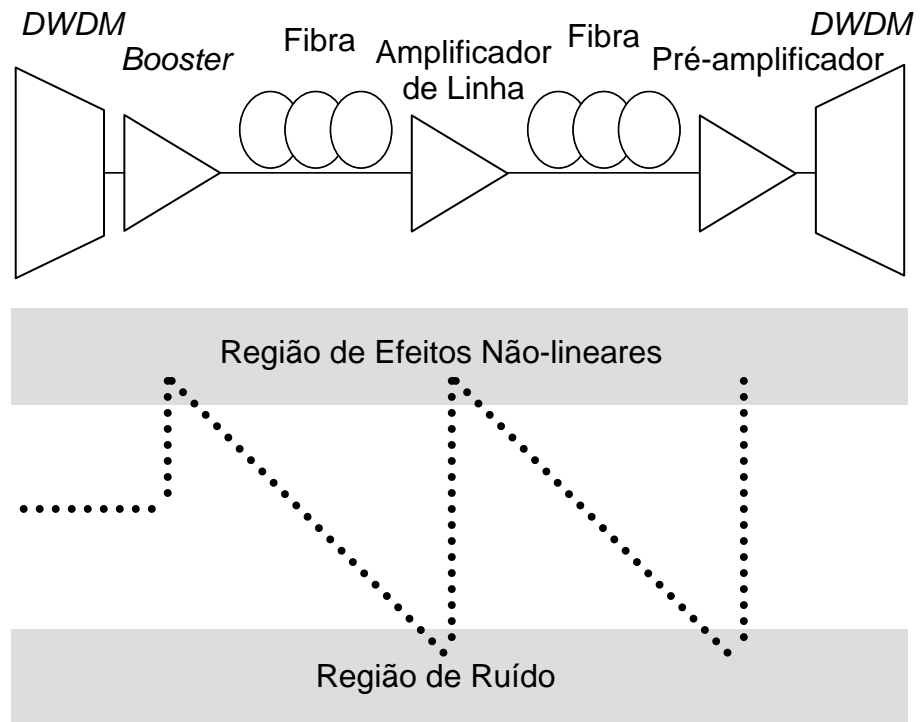 DWDM
Booster
Fibra
Amplificador
de Linha
Fibra
Pré-amplificador
DWDM
Região de Efeitos Não-lineares
Região de Ruído